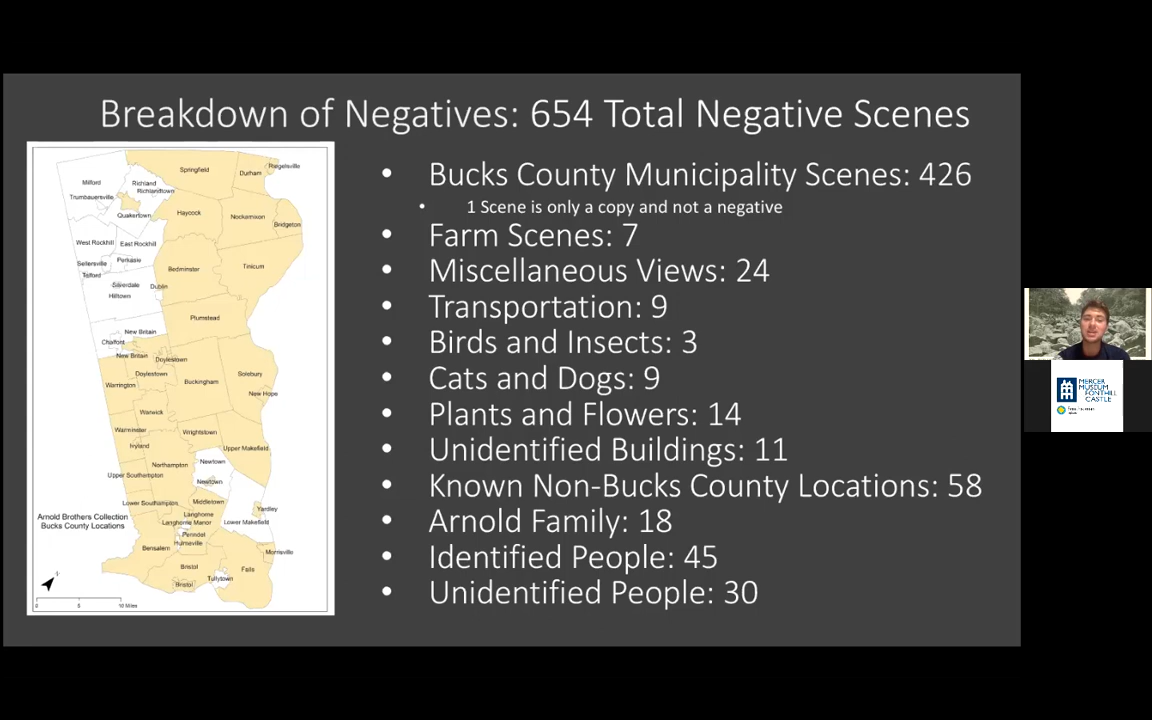 Breakdown of Negatives: 654 Total Negative Scenes
• Bucks County Municipality Scenes: 426
• 1 Scene is only a copy and not a negative
• Farm Scenes: 7
• Miscellaneous Views: 24
• Transportation: 9
• Birds and Insects: 3
• Cats and Dogs: 9
• Plants and Flowers: 14
• Unidentified Buildings: 11
• Known Non-Bucks County Locations: 58
• Arnold Family: 18
• Identified People: 45
• Unidentified People: 30
Springfield
Riegelsville
Durham
Milford
Richland
Richlandtown
Trumbauersville
Quakertown
Haycock
Nockamixon
Bridgeton
West Rockhill
East Rockhill
Sellersville
Perkasie
Telford
Bedminster
Tinicum
Silverdale
Dublin
Hilltown
Plumstead
New Britain
Chalfont
New Britain
Doylestown
Doylestown
Warrington
Buckingham
Solebury
New Hope
Warwick
Warminster
Wrightstown
Ivyland
Upper Makefield
Northampton
Newtown
Newtown
Upper Southampton
Lower Southampton
Middletown
Yardley
Langhorne
Langhorne Manor
Lower Makefield
Penndel
Hulmeville
Bensalem
Morrisville
Bristol
Falls
Tullytown
Bristol
Arnold Brothers Collection
Bucks County Locations
0 5 10 Miles
MERCER
MUSEUM
FONTHILL
CASTLE